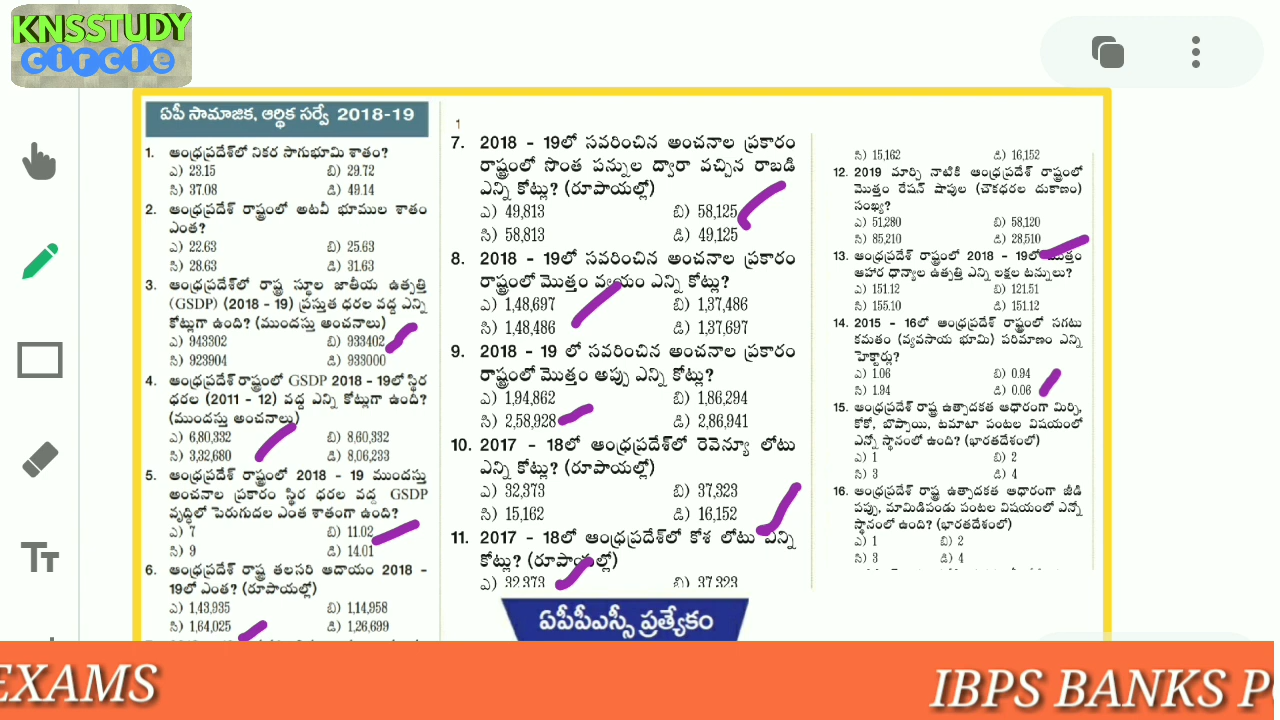 KNSSTUDY
circle
ఏపీ సామాజిక, ఆర్థిక సర్వే 2018-19
1. ఆంధ్రప్రదేశ్‌లో నికర సాగుభూమి శాతం?
ఎ) 23.15 బి) 29.72
సి) 37.08 డి) 49.14
2. ఆంధ్రప్రదేశ్ రాష్ట్రంలో అటవీ భూముల శాతం
ఎంత?
ఎ) 22.63 బి) 25.63
సి) 28.63 డి) 31.63
3. ఆంధ్రప్రదేశ్‌లో రాష్ట్ర స్థూల జాతీయ ఉత్పత్తి
(GSDP) (2018 - 19) ప్రస్తుత ధరల వద్ద ఎన్ని
కోట్లుగా ఉంది? (ముందస్తు అంచనాలు)
ఎ) 943302 బి) 933402
సి) 923904 డి) 933000
4. ఆంధ్రప్రదేశ్ రాష్ట్రంలో GSDP 2018 - 19లో స్థిర
ధరల (2011 - 12) వద్ద ఎన్ని కోట్లుగా ఉంది?
(ముందస్తు అంచనాలు)
ఎ) 6,80,332 బి) 8,60,332
సి) 3,32,680 డి) 8,06,233
5. ఆంధ్రప్రదేశ్ రాష్ట్రంలో 2018 - 19 ముందస్తు
అంచనాల ప్రకారం స్థిర ధరల వద్ద GSDP
వృద్ధిలో పెరుగుదల ఎంత శాతంగా ఉంది?
ఎ) 7 బి) 11.02
సి) 9 డి) 14.01
6. ఆంధ్రప్రదేశ్ రాష్ట్ర తలసరి ఆదాయం 2018 -
19లో ఎంత? (రూపాయల్లో)
ఎ) 1,43,935 బి) 1,14,958
సి) 1,64,025 డి) 1,26,699
1
7. 2018 - 19లో సవరించిన అంచనాల ప్రకారం
రాష్ట్రంలో సొంత పన్నుల ద్వారా వచ్చిన రాబడి
ఎన్ని కోట్లు? (రూపాయల్లో)
ఎ) 49,813 బి) 58,125
సి) 58,813 డి) 49,125
8. 2018 - 19లో సవరించిన అంచనాల ప్రకారం
రాష్ట్రంలో మొత్తం వ్యయం ఎన్ని కోట్లు?
ఎ) 1,48,697 బి) 1,37,486
సి) 1,48,486 డి) 1,37,697
9. 2018 - 19 లో సవరించిన అంచనాల ప్రకారం
రాష్ట్రంలో మొత్తం అప్పు ఎన్ని కోట్లు?
ఎ) 1,94,862 బి) 1,86,294
సి) 2,58,928 డి) 2,86,941
10. 2017 - 18లో ఆంధ్రప్రదేశ్‌లో రెవెన్యూ లోటు
ఎన్ని కోట్లు? (రూపాయల్లో)
ఎ) 32,373 బి) 37,323
సి) 15,162 డి) 16,152
11. 2017 - 18లో ఆంధ్రప్రదేశ్‌లో కోశ లోటు ఎన్ని
కోట్లు? (రూపాయల్లో)
ఎ) 32,373 బి) 37,323
ఏపీపీఎస్సీ ప్రత్యేకం
సి) 15,162 డి) 16,152
12. 2019 మార్చి నాటికి ఆంధ్రప్రదేశ్ రాష్ట్రంలో
మొత్తం రేషన్ షాపుల (చౌకధరల దుకాణం)
సంఖ్య?
ఎ) 51,280 బి) 58,120
సి) 85,210 డి) 28,510
13. ఆంధ్రప్రదేశ్ రాష్ట్రంలో 2018 - 19లో మొత్తం
ఆహార ధాన్యాల ఉత్పత్తి ఎన్ని లక్షల టన్నులు?
ఎ) 151.12 బి) 121.51
సి) 155.10 డి) 151.12
14. 2015 - 16లో ఆంధ్రప్రదేశ్ రాష్ట్రంలో సగటు
కమతం (వ్యవసాయ భూమి) పరిమాణం ఎన్ని
హెక్టార్లు?
ఎ) 1.06 బి) 0.94
సి) 1.94 డి) 0.06
15. ఆంధ్రప్రదేశ్ రాష్ట్ర ఉత్పాదకత ఆధారంగా మిర్చి,
కోకో, బొప్పాయి, టమాటా పంటల విషయంలో
ఎన్నో స్థానంలో ఉంది? (భారతదేశంలో)
ఎ) 1 బి) 2
సి) 3 డి) 4
16. ఆంధ్రప్రదేశ్ రాష్ట్ర ఉత్పాదకత ఆధారంగా జీడి
పప్పు, మామిడిపండు పంటల విషయంలో ఎన్నో
స్థానంలో ఉంది? (భారతదేశంలో)
ఎ) 1 బి) 2
సి) 3 డి) 4
Tт
EXAMS IBPS BANKS P